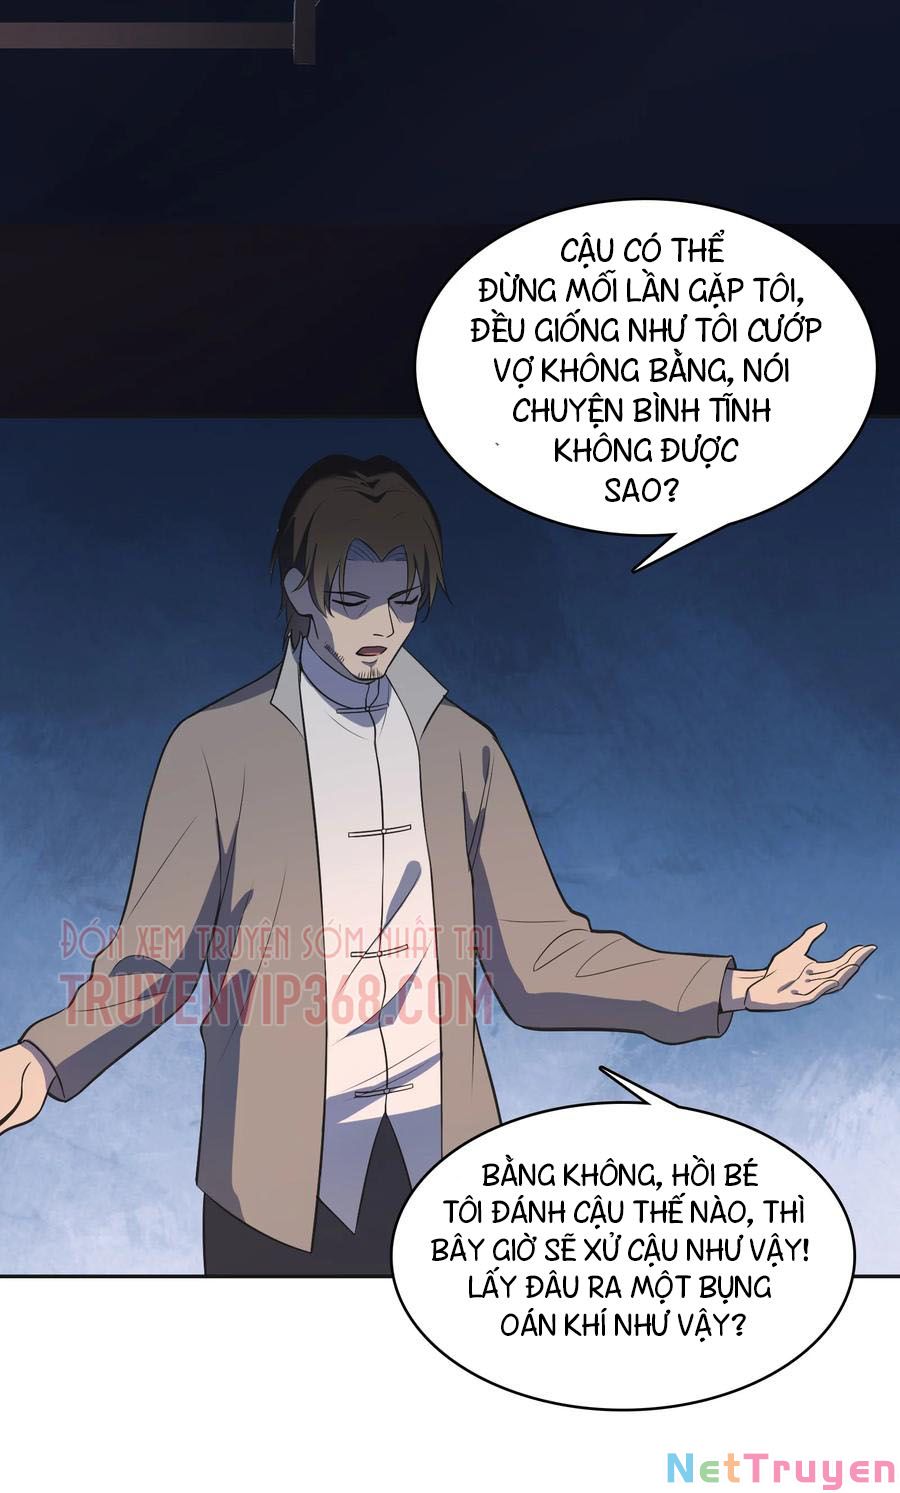 CẬU CÓ THỂ
ĐỪNG MỖI LẦN GẶP TÔI,
ĐỀU GIỐNG NHƯ TÔI CƯỚP
VỢ KHÔNG BẰNG, NÓI
CHUYỆN BÌNH TĨNH
KHÔNG ĐƯỢC
SAO?
ĐÓN XEM TRUYỆN SỚM NHẤT TẠI
TRUYENVIP368.COM
BẰNG KHÔNG, HỒI BÉ
TÔI ĐÁNH CẬU THẾ NÀO, THÌ
BÂY GIỜ SẼ XỬ CẬU NHƯ VẬY!
LẤY ĐÂU RA MỘT BỤNG
OÁN KHÍ NHƯ VẬY?
NetTruyen